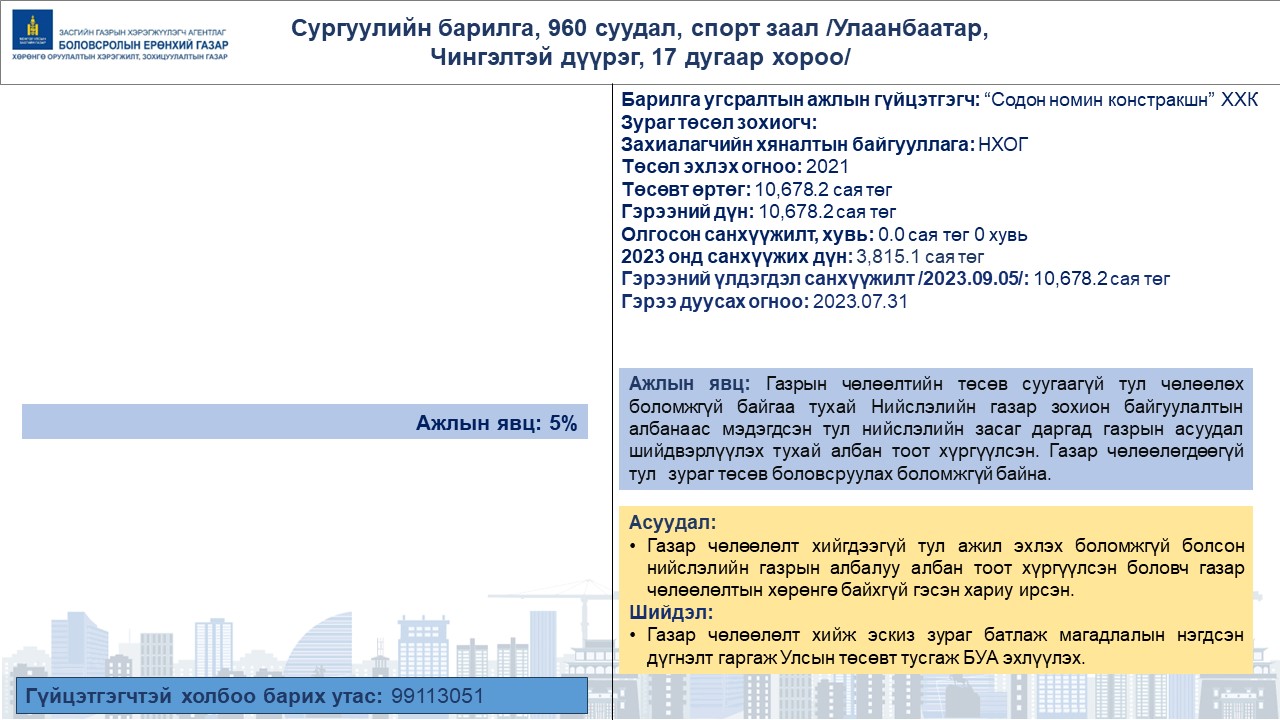 ЗАСГИЙН ГАЗРЫН ХЭРЭГЖҮҮЛЭГЧ АГЕНТЛАГ
БОЛОВСРОЛЫН ЕРӨНХИЙ ГАЗАР
ХӨРӨНГӨ ОРУУЛАЛТЫН ХЭРЭГЖИЛТ, ЗОХИЦУУЛАЛТЫН ГАЗАР
Сургуулийн барилга, 960 суудал, спорт заал /Улаанбаатар,
Чингэлтэй дүүрэг, 17 дугаар хороо/
Барилга угсралтын ажлын гүйцэтгэгч: “Содон номин констракшн” ХХК
Зураг төсөл зохиогч:
Захиалагчийн хяналтын байгууллага: НХОГ
Төсөл эхлэх огноо: 2021
Төсөвт өртөг: 10,678.2 сая төг
Гэрээний дүн: 10,678.2 сая төг
Олгосон санхүүжилт, хувь: 0.0 сая төг 0 хувь
2023 онд санхүүжих дүн: 3,815.1 сая төг
Гэрээний үлдэгдэл санхүүжилт /2023.09.05/: 10,678.2 сая төг
Гэрээ дуусах огноо: 2023.07.31
Ажлын явц: 5%
Ажлын явц: Газрын чөлөөлтийн төсөв суугаагүй тул чөлөөлөх
боломжгүй байгаа тухай Нийслэлийн газар зохион байгуулалтын
албанаас мэдэгдсэн тул нийслэлийн засаг даргад газрын асуудал
шийдвэрлүүлэх тухай албан тоот хүргүүлсэн. Газар чөлөөлөгдөөгүй
тул зураг төсөв боловсруулах боломжгүй байна.
Асуудал:
• Газар чөлөөлөлт хийгдээгүй тул ажил эхлэх боломжгүй болсон
нийслэлийн газрын албалуу албан тоот хүргүүлсэн боловч газар
чөлөөлөлтын хөрөнгө байхгүй гэсэн хариу ирсэн.
Шийдэл:
• Газар чөлөөлөлт хийж эскиз зураг батлаж магадлалын нэгдсэн
дүгнэлт гаргаж Улсын төсөвт тусгаж БУА эхлүүлэх.
Гүйцэтгэгчтэй холбоо барих утас: 99113051